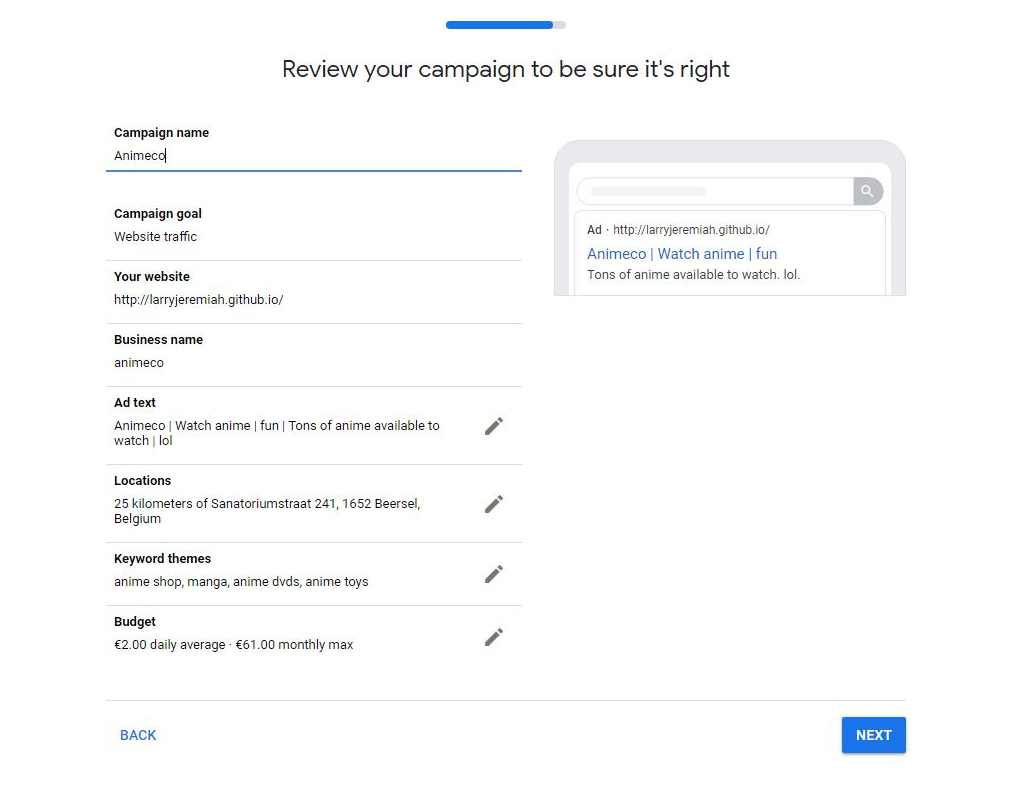 Review your campaign to be sure it's right
Campaign name
Animeco
Campaign goal
Website traffic
Your website
http://larryjeremiah.github.io/
Business name
animeco
Ad text
Animeco | Watch anime | fun | Tons of anime available to
watch | lol
Locations
25 kilometers of Sanatoriumstraat 241, 1652 Beersel,
Belgium
Keyword themes
anime shop, manga, anime dvds, anime toys
Budget
€2.00 daily average · €61.00 monthly max
Ad · http://larryjeremiah.github.io/
Animeco | Watch anime | fun
Tons of anime available to watch. lol.
BACK
NEXT